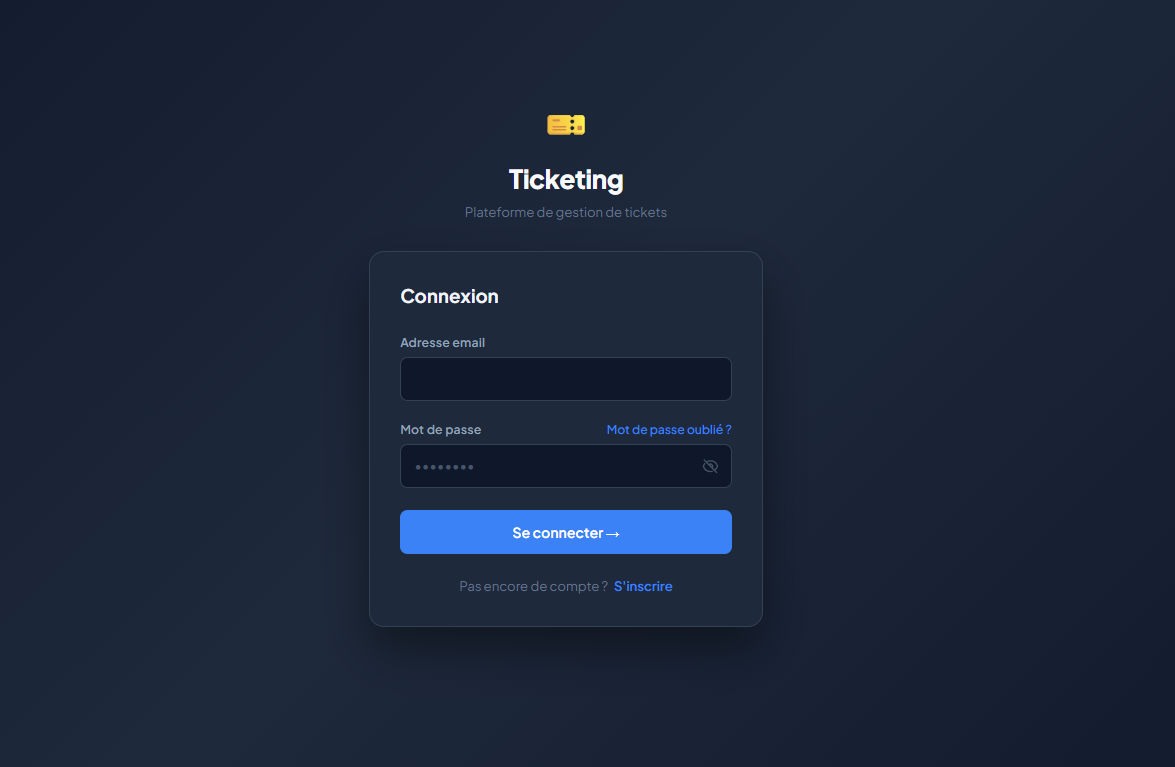 Ticketing
Plateforme de gestion de tickets
Connexion
Adresse email
Mot de passe Mot de passe oublié ?
••••••••
Se connecter →
Pas encore de compte ? S'inscrire